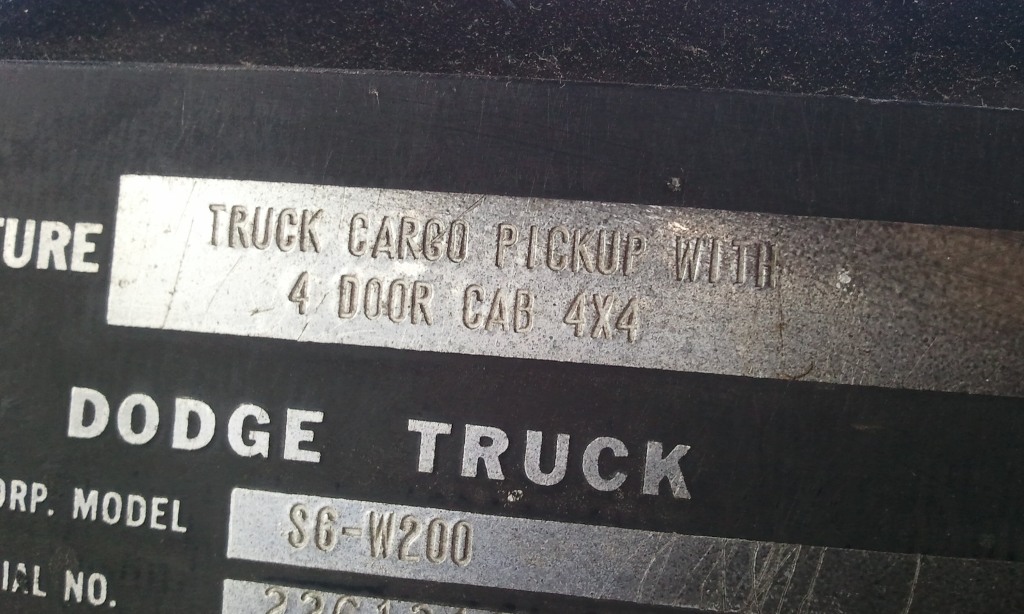 TURE TRUCK CARGO PICKUP WITH
4 DOOR CAB 4X4
DODGE TRUCK
ORP. MODEL S6-W200
IAL NO.